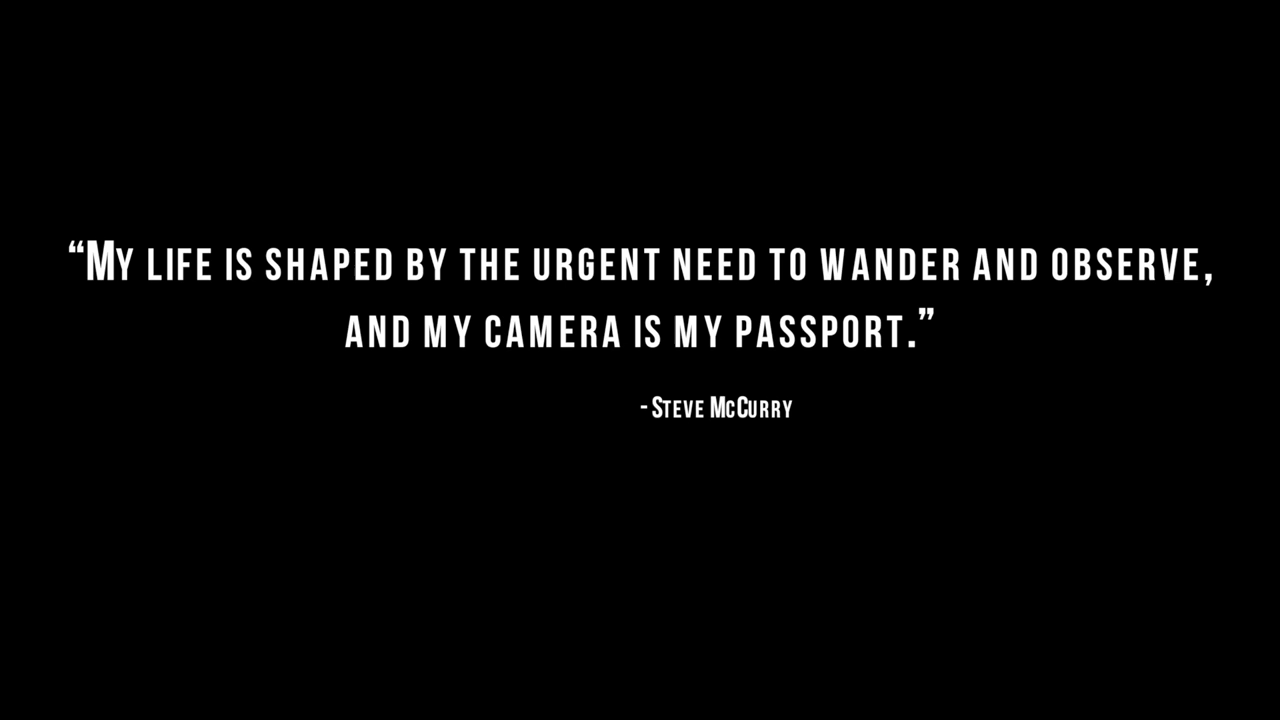 “My life is shaped by the urgent need to wander and observe,
and my camera is my passport.”
- Steve McCurry